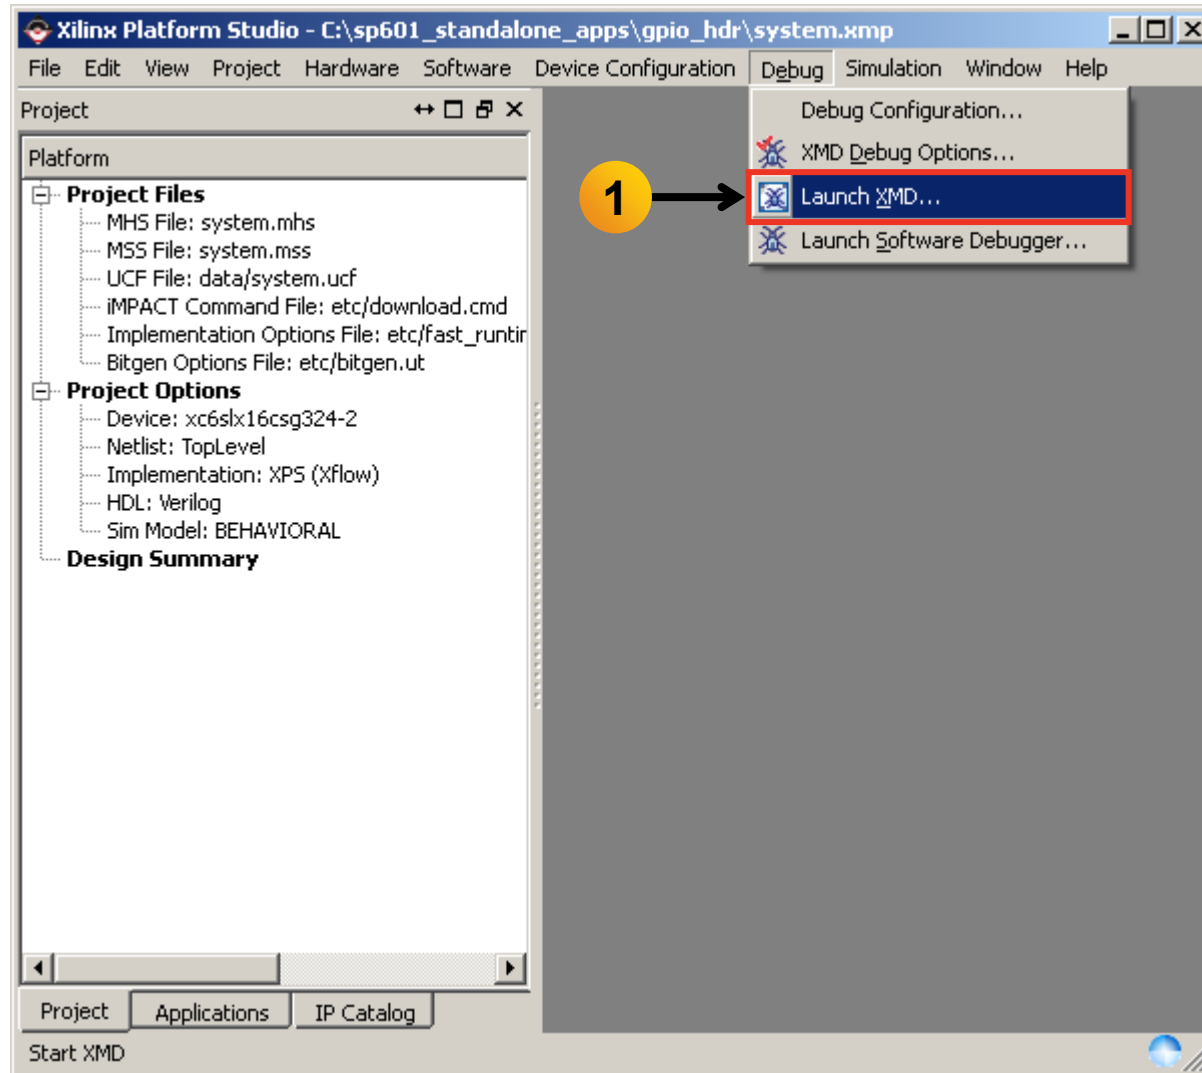 Xilinx Platform Studio - C:\sp601_standalone_apps\gpio_hdr\system.xmp
File Edit View Project Hardware Software Device Configuration Debug Simulation Window Help
Project
Platform
Project Files
MHS File: system.mhs
MSS File: system.mss
UCF File: data/system.ucf
iMPACT Command File: etc/download.cmd
Implementation Options File: etc/fast_runtir
Bitgen Options File: etc/bitgen.ut
Project Options
Device: xc6slx16csg324-2
Netlist: TopLevel
Implementation: XPS (Xflow)
HDL: Verilog
Sim Model: BEHAVIORAL
Design Summary
Debug Configuration...
XMD Debug Options...
1
Launch XMD...
Launch Software Debugger...
Project Applications IP Catalog
Start XMD